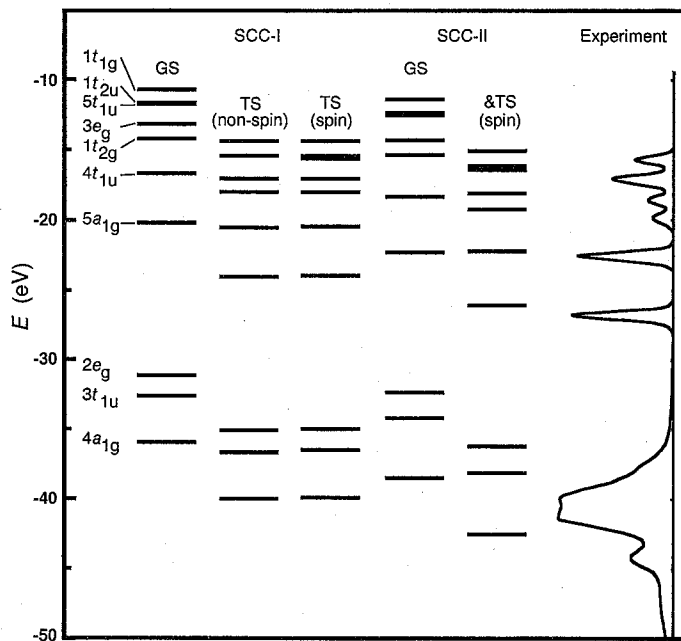 SCC-I SCC-II Experiment
GS GS
TS (non-spin)
TS (spin)
&TS (spin)
1t1g
1t2u
5t1u
3eg
1t2g
4t1u
5a1g
2eg
3t1u
4a1g
-10
-20
-30
-40
-50
E (eV)